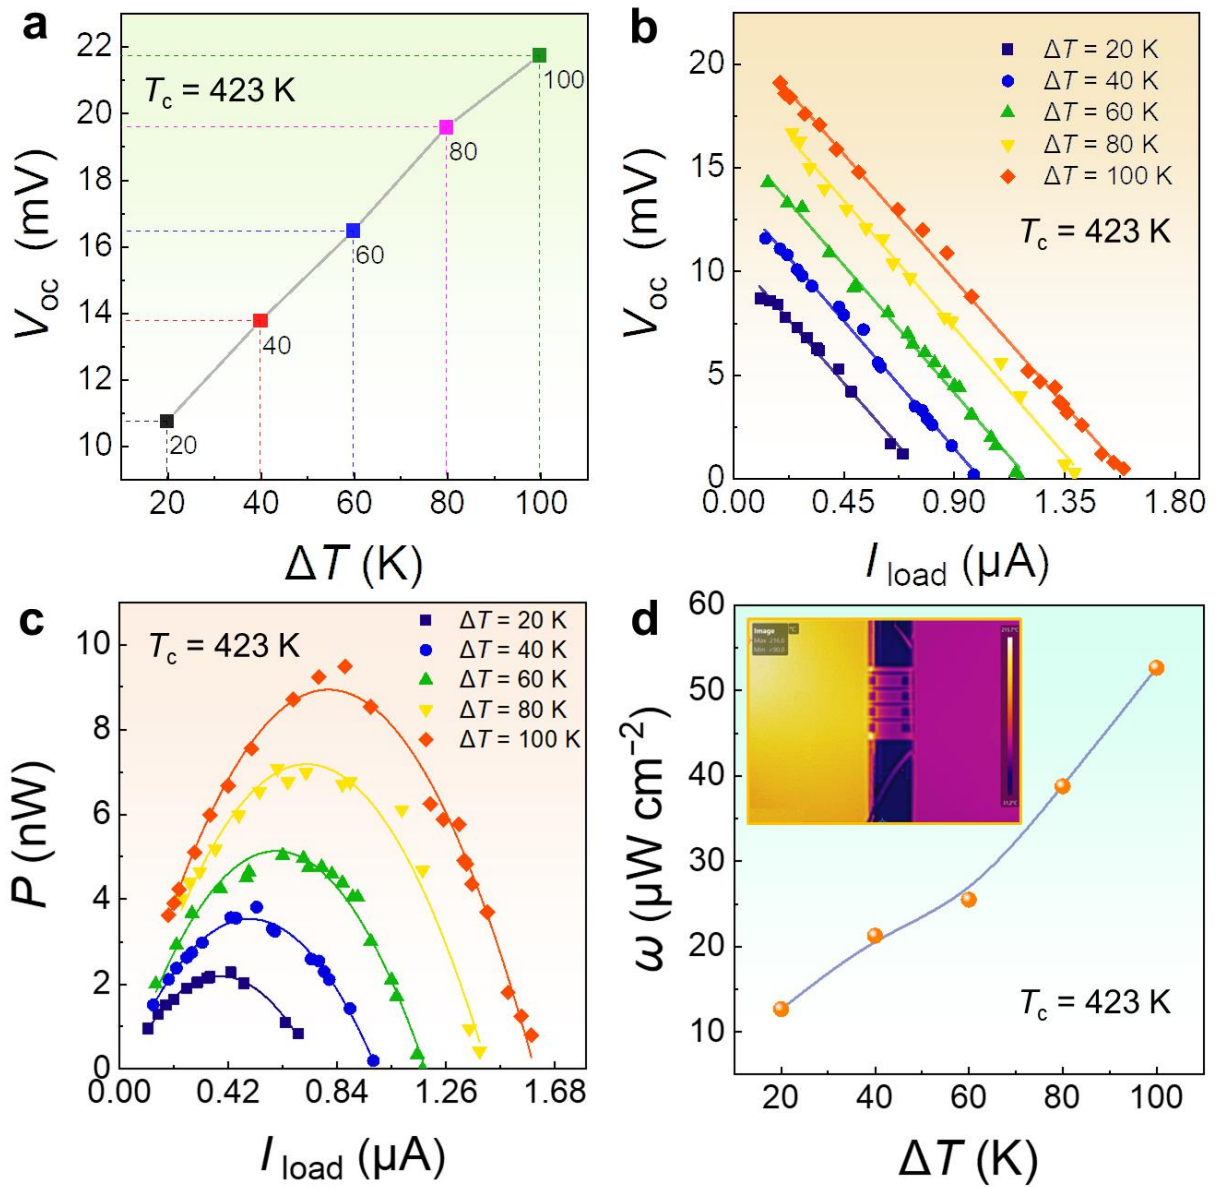 a
22
20
18
16
14
12
10
V_oc (mV)
T_c = 423 K
20
40
60
80
100
20 40 60 80 100
ΔT (K)
b
20
15
10
5
0
V_oc (mV)
ΔT = 20 K
ΔT = 40 K
ΔT = 60 K
ΔT = 80 K
ΔT = 100 K
T_c = 423 K
0.00 0.45 0.90 1.35 1.80
I_load (μA)
c
10
8
6
4
2
0
P (nW)
T_c = 423 K
ΔT = 20 K
ΔT = 40 K
ΔT = 60 K
ΔT = 80 K
ΔT = 100 K
0.00 0.42 0.84 1.26 1.68
I_load (μA)
d
60
50
40
30
20
10
ω (μW cm⁻²)
Image
°C
Max 216.0
T_c = 423 K
20 40 60 80 100
ΔT (K)